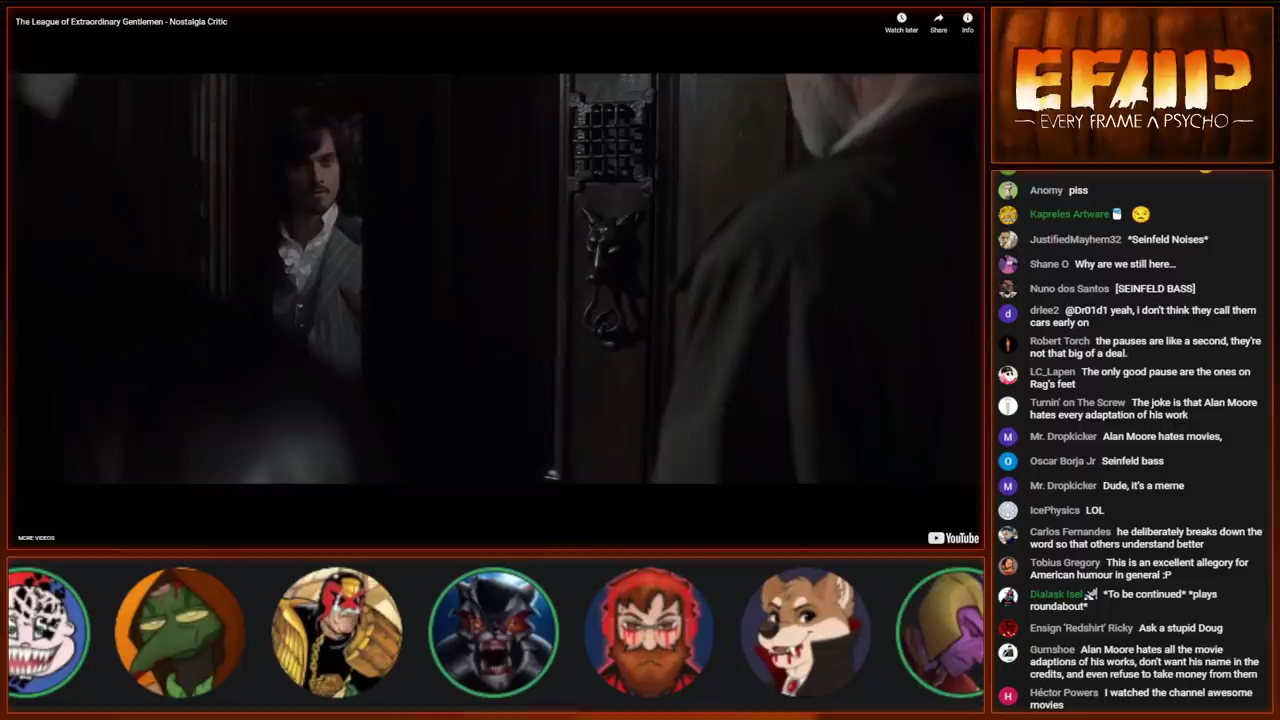 The League of Extraordinary Gentlemen - Nostalgia Critic
Watch later
Share
Info
MORE VIDEOS
YouTube
EFAP
EVERY FRAME A PSYCHO
Anomy piss
Kapreles Artware
JustifiedMayhem32 *Seinfeld Noises*
Shane O Why are we still here...
Nuno dos Santos [SEINFELD BASS]
drlee2 @Dr01d1 yeah, i don't think they call them
cars early on
Robert Torch the pauses are like a second, they're
not that big of a deal.
LC_Lapen The only good pause are the ones on
Rag's feet
Turnin' on The Screw The joke is that Alan Moore
hates every adaptation of his work
Mr. Dropkicker Alan Moore hates movies,
Oscar Borja Jr Seinfeld bass
Mr. Dropkicker Dude, it's a meme
IcePhysics LOL
Carlos Fernandes he deliberately breaks down the
word so that others understand better
Tobius Gregory This is an excellent allegory for
American humour in general :P
Dialask Isel *To be continued* *plays
roundabout*
Ensign 'Redshirt' Ricky Ask a stupid Doug
Gumshoe Alan Moore hates all the movie
adaptions of his works, don't want his name in the
credits, and even refuse to take money from them
Héctor Powers I watched the channel awesome
movies